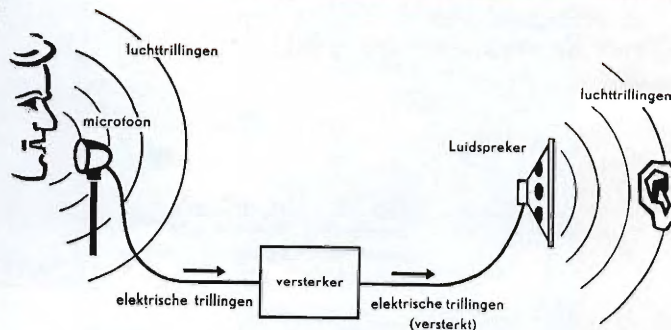 luchttrillingen
microfoon
luchttrillingen
Luidspreker
versterker
elektrische trillingen
elektrische trillingen
(versterkt)